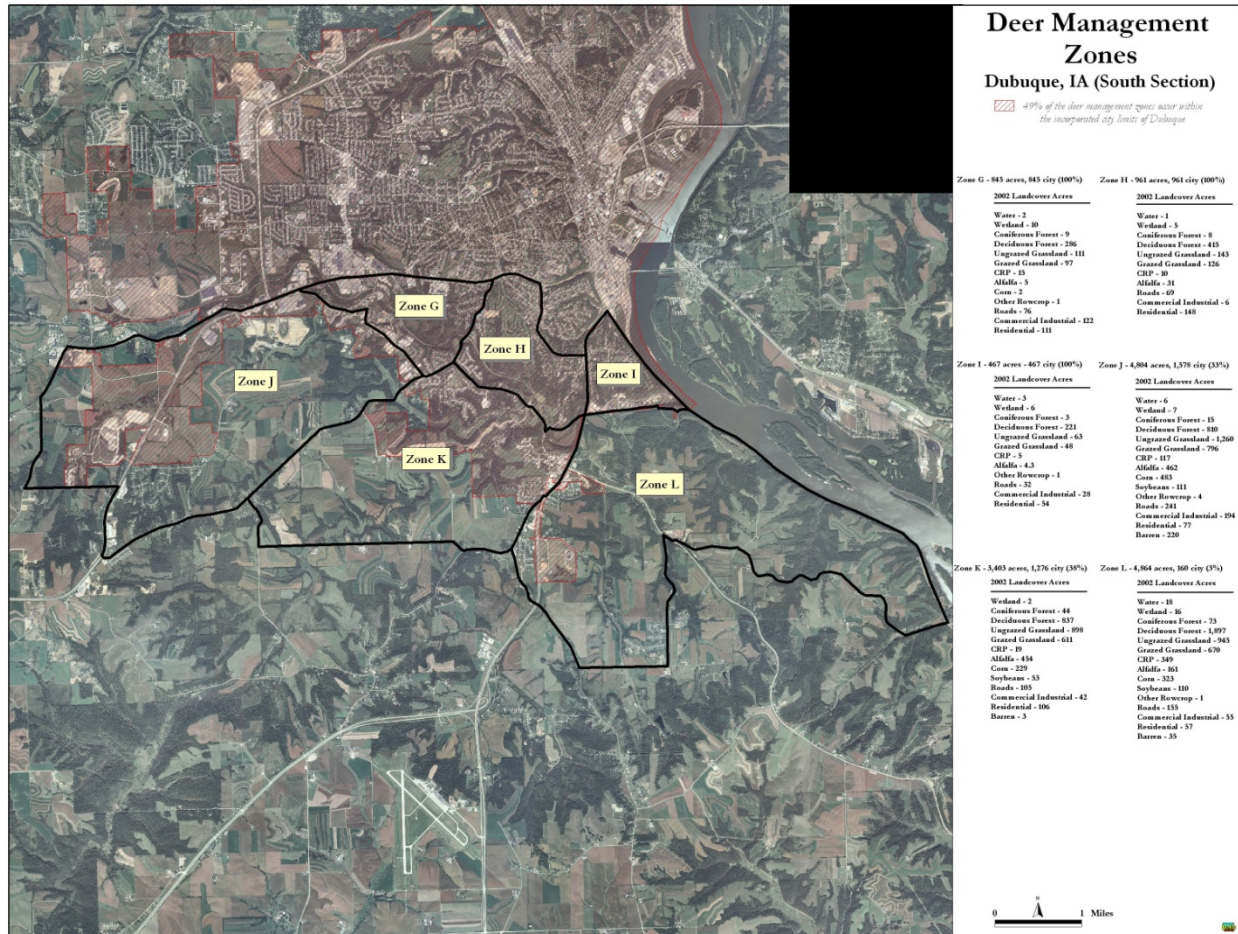 Deer Management
Zones
Dubuque, IA (South Section)
49% of the deer management zones occur within
the incorporated city limits of Dubuque
Zone G - 845 acres, 845 city (100%)
2002 Landcover Acres
Water - 2
Wetland - 10
Coniferous Forest - 9
Deciduous Forest - 286
Ungrazed Grassland - 111
Grazed Grassland - 97
CRP - 15
Alfalfa - 5
Corn - 2
Other Rowcrop - 1
Roads - 76
Commercial Industrial - 122
Residential - 111
Zone H - 961 acres, 961 city (100%)
2002 Landcover Acres
Water - 1
Wetland - 5
Coniferous Forest - 8
Deciduous Forest - 415
Ungrazed Grassland - 143
Grazed Grassland - 126
CRP - 10
Alfalfa - 31
Roads - 69
Commercial Industrial - 6
Residential - 148
Zone I - 467 acres - 467 city (100%)
2002 Landcover Acres
Water - 3
Wetland - 6
Coniferous Forest - 3
Deciduous Forest - 221
Ungrazed Grassland - 63
Grazed Grassland - 48
CRP - 5
Alfalfa - 4.3
Other Rowcrop - 1
Roads - 32
Commercial Industrial - 28
Residential - 54
Zone J - 4,804 acres, 1,578 city (33%)
2002 Landcover Acres
Water - 6
Wetland - 7
Coniferous Forest - 15
Deciduous Forest - 810
Ungrazed Grassland - 1,260
Grazed Grassland - 796
CRP - 117
Alfalfa - 462
Corn - 483
Soybeans - 111
Other Rowcrop - 4
Roads - 241
Commercial Industrial - 194
Residential - 77
Barren - 220
Zone K - 3,403 acres, 1,276 city (38%)
2002 Landcover Acres
Wetland - 2
Coniferous Forest - 44
Deciduous Forest - 837
Ungrazed Grassland - 898
Grazed Grassland - 611
CRP - 19
Alfalfa - 454
Corn - 229
Soybeans - 53
Roads - 105
Commercial Industrial - 42
Residential - 106
Barren - 3
Zone L - 4,864 acres, 160 city (3%)
2002 Landcover Acres
Water - 18
Wetland - 16
Coniferous Forest - 73
Deciduous Forest - 1,897
Ungrazed Grassland - 945
Grazed Grassland - 670
CRP - 349
Alfalfa - 161
Corn - 323
Soybeans - 110
Other Rowcrop - 1
Roads - 155
Commercial Industrial - 55
Residential - 57
Barren - 35
Zone G
Zone H
Zone I
Zone J
Zone K
Zone L
N
0 1 Miles